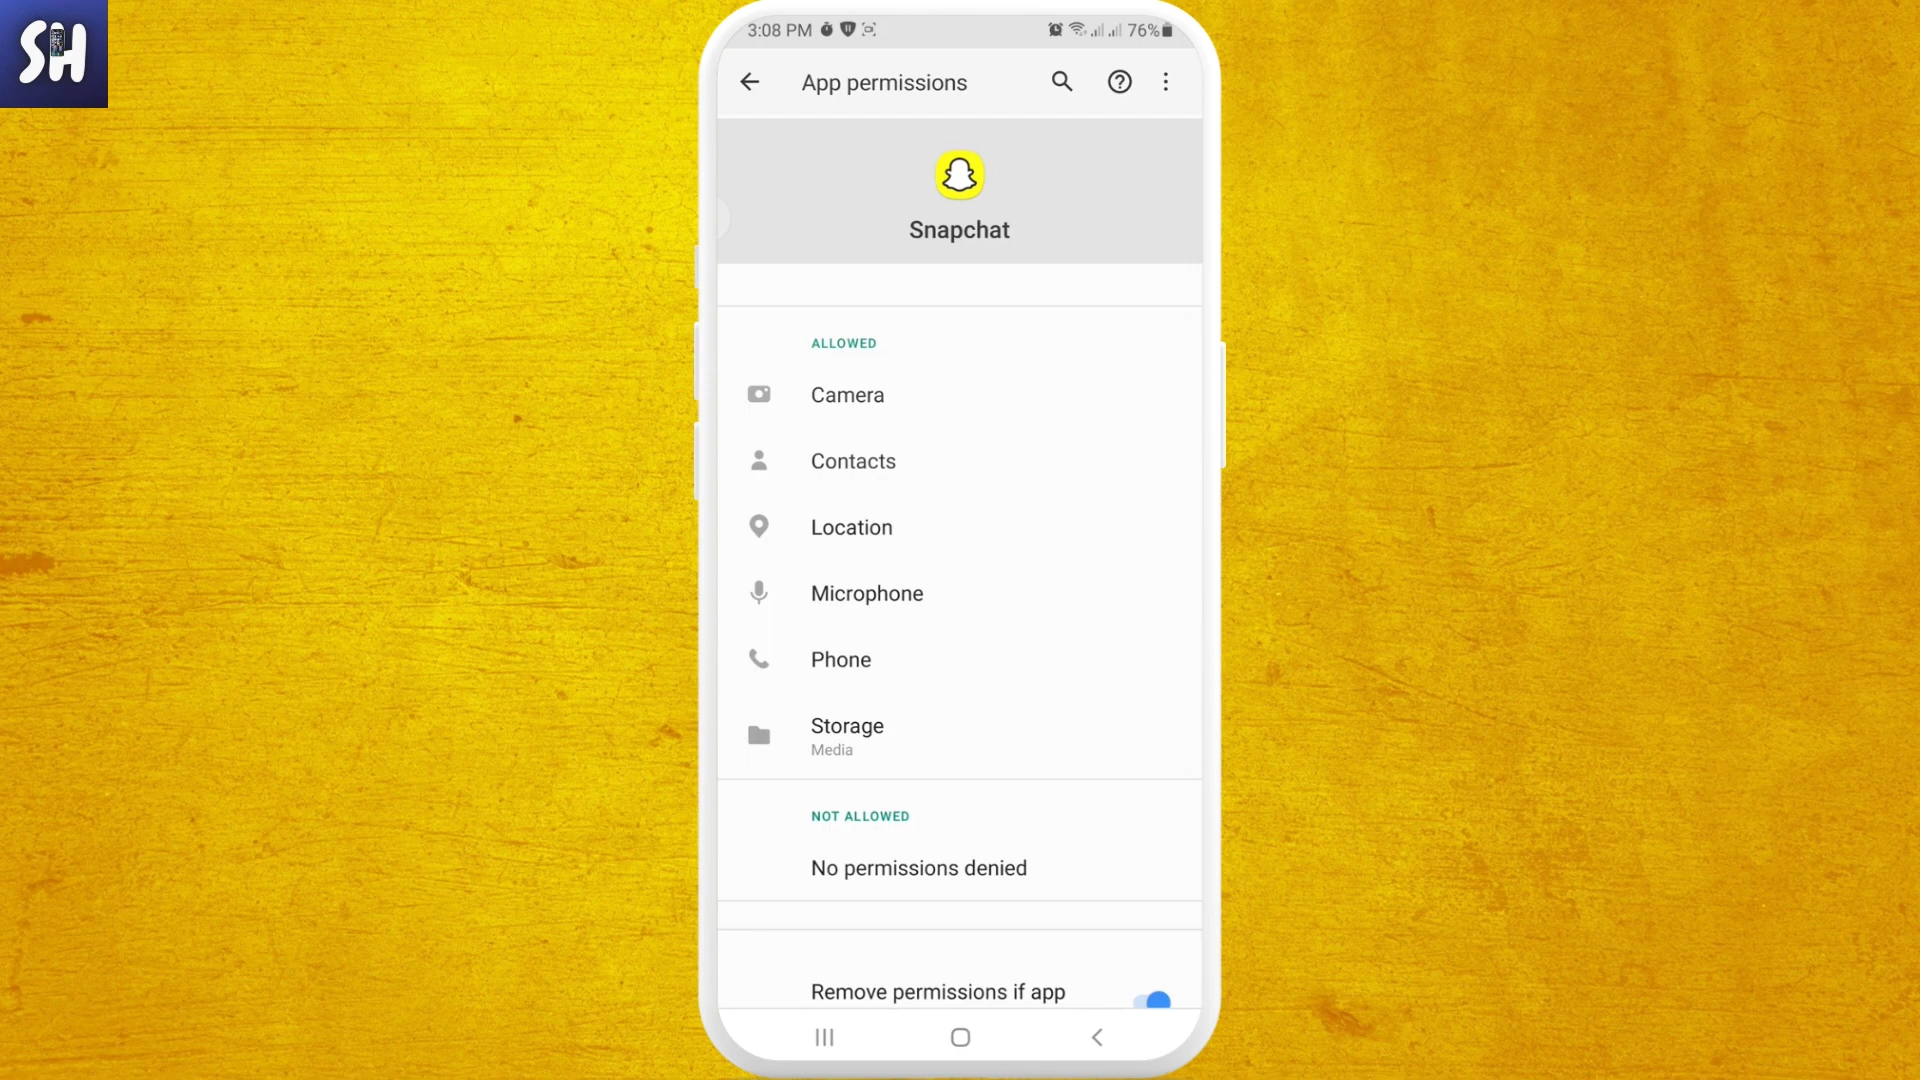 SH
3:08 PM 76%
App permissions
Snapchat
ALLOWED
Camera
Contacts
Location
Microphone
Phone
Storage
Media
NOT ALLOWED
No permissions denied
Remove permissions if app